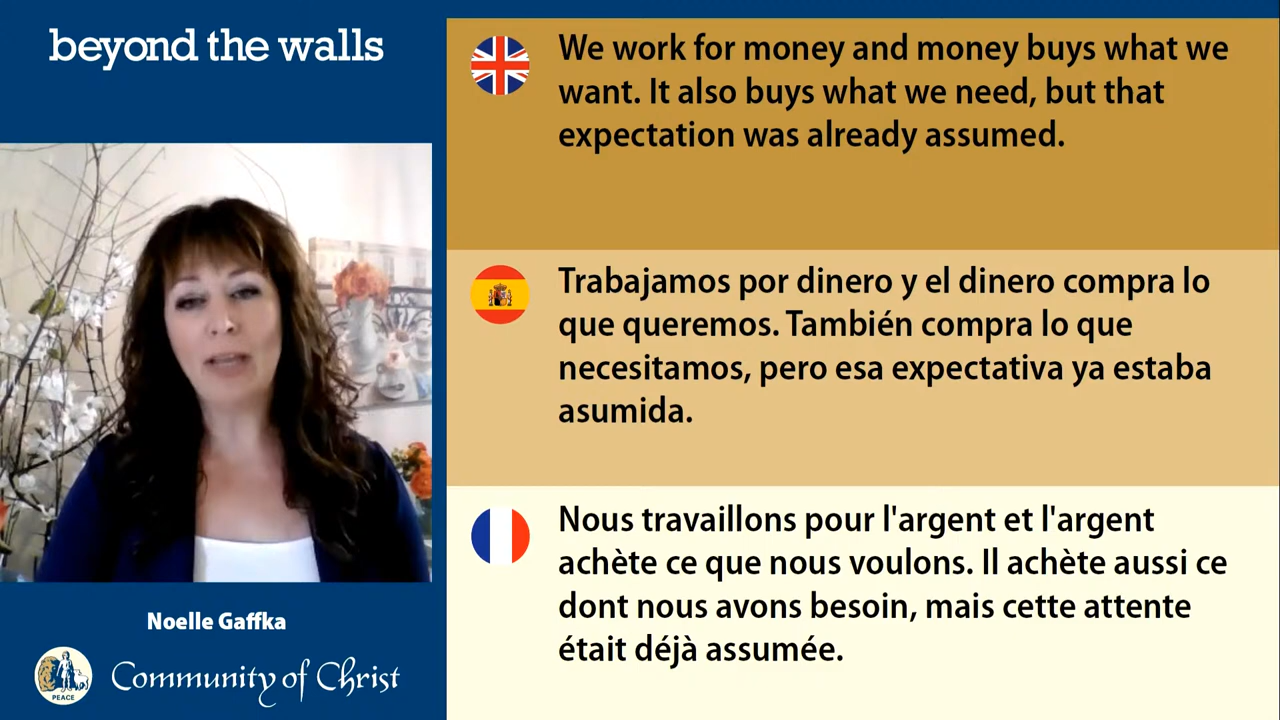 beyond the walls
We work for money and money buys what we
want. It also buys what we need, but that
expectation was already assumed.
Trabajamos por dinero y el dinero compra lo
que queremos. También compra lo que
necesitamos, pero esa expectativa ya estaba
asumida.
Nous travaillons pour l'argent et l'argent
achète ce que nous voulons. Il achète aussi ce
dont nous avons besoin, mais cette attente
était déjà assumée.
Noelle Gaffka
PEACE
Community of Christ